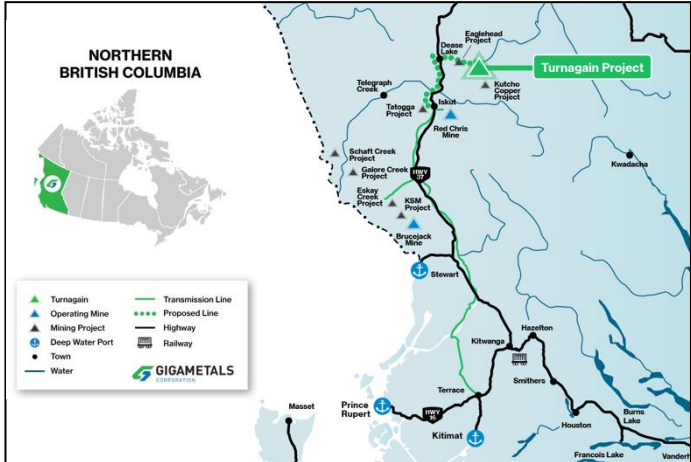 NORTHERN
BRITISH COLUMBIA
Eaglehead
Project
Dease
Lake
Turnagain Project
Kutcho
Copper
Project
Telegraph
Creek
Tatogga
Project
Iskut
Red Chris
Mine
Kwadacha
Schaft Creek
Project
Galore Creek
Project
HWY
37
Eskay
Creek
Project
KSM
Project
Brucejack
Mine
Stewart
Turnagain
Operating Mine
Mining Project
Deep Water Port
Town
Water
Transmission Line
Proposed Line
Highway
Railway
GIGAMETALS
CORPORATION
Hazelton
Kitwanga
Smithers
Terrace
Masset
Prince
Rupert
HWY
16
Kitimat
Houston
Burns
Lake
Francois Lake
Vanderh